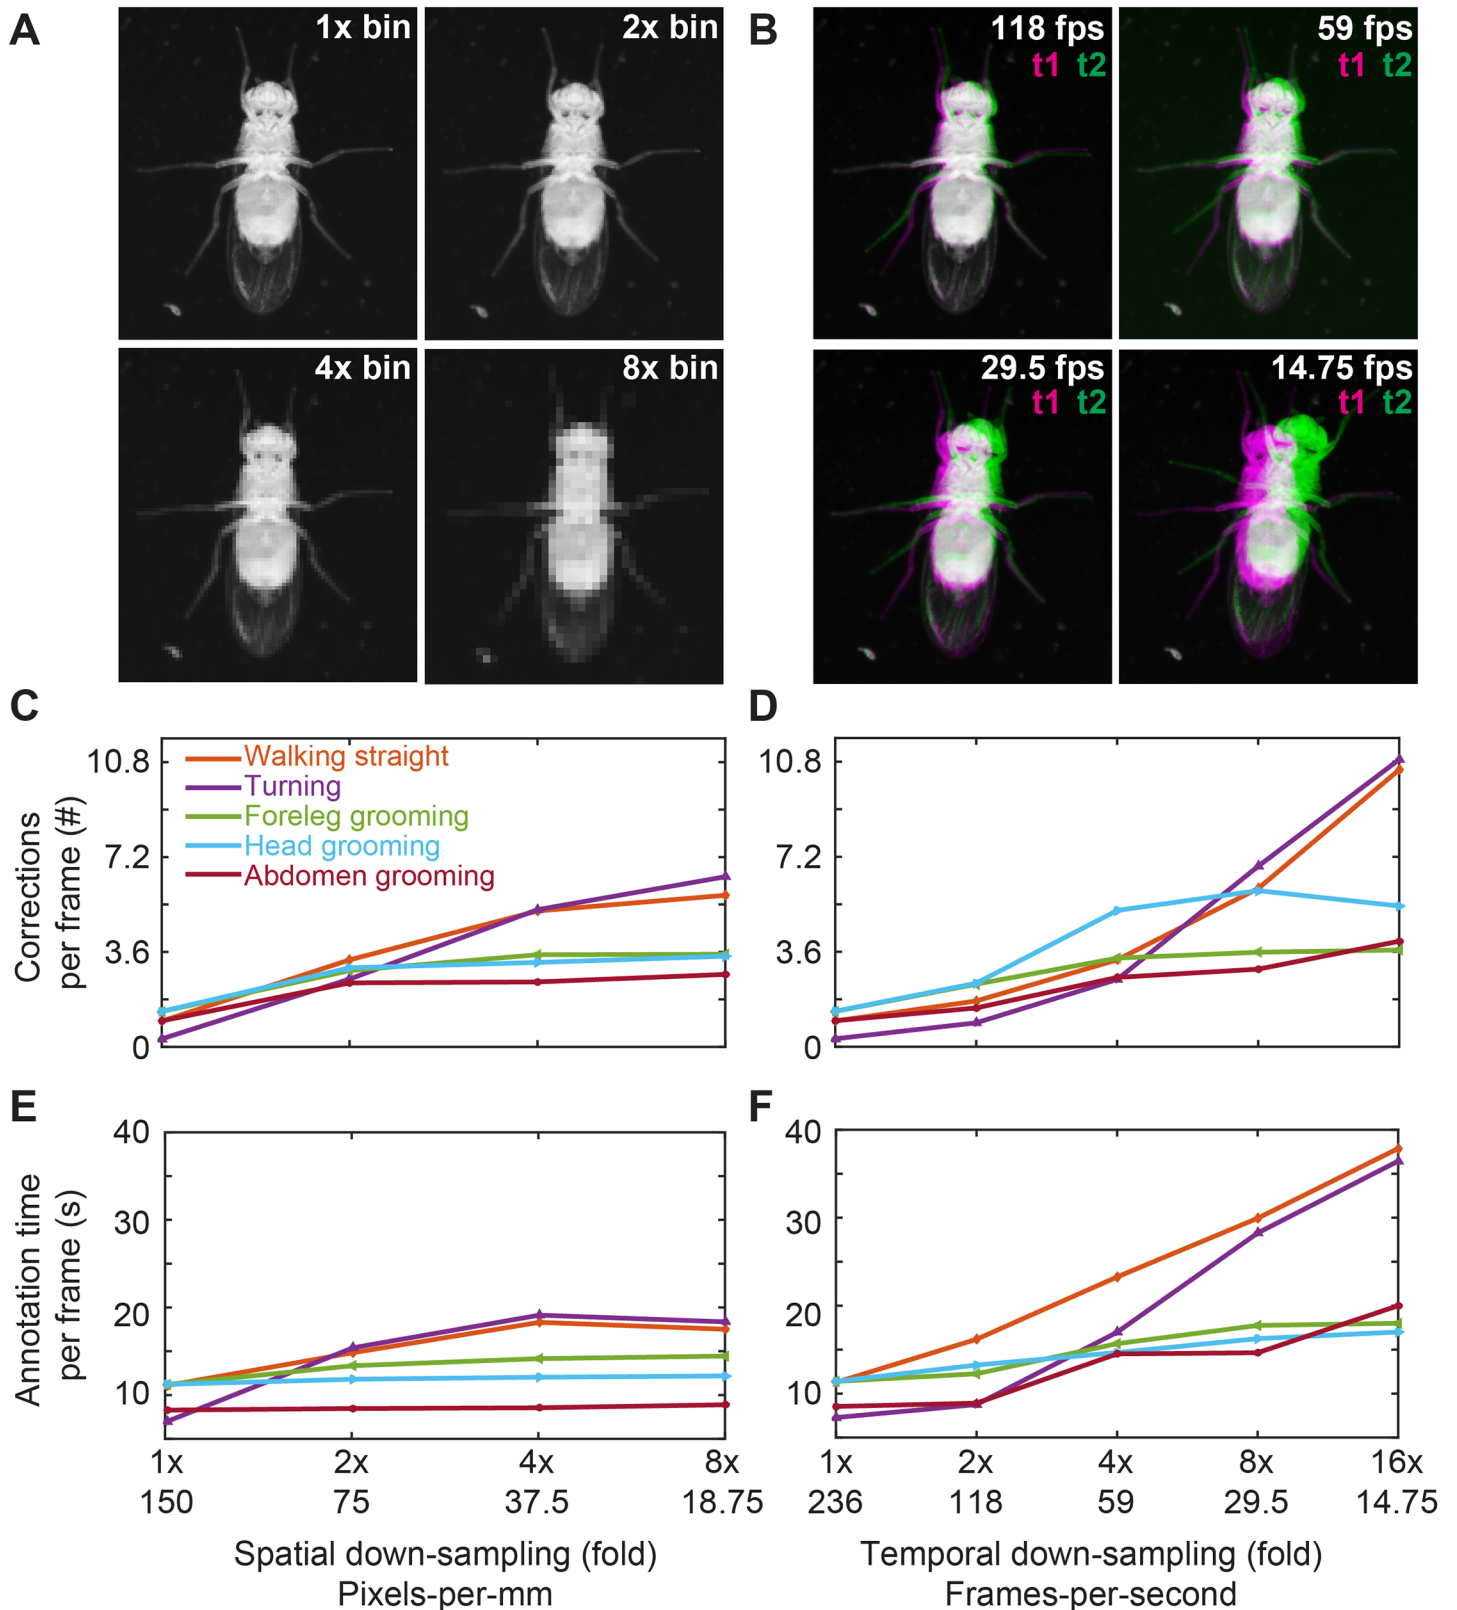 A
1x bin
2x bin
4x bin
8x bin
B
118 fps
t1 t2
59 fps
t1 t2
29.5 fps
t1 t2
14.75 fps
t1 t2
C
Corrections
per frame (#)
10.8
7.2
3.6
0
Walking straight
Turning
Foreleg grooming
Head grooming
Abdomen grooming
D
10.8
7.2
3.6
0
E
Annotation time
per frame (s)
40
30
20
10
1x 2x 4x 8x
150 75 37.5 18.75
Spatial down-sampling (fold)
Pixels-per-mm
F
40
30
20
10
1x 2x 4x 8x 16x
236 118 59 29.5 14.75
Temporal down-sampling (fold)
Frames-per-second